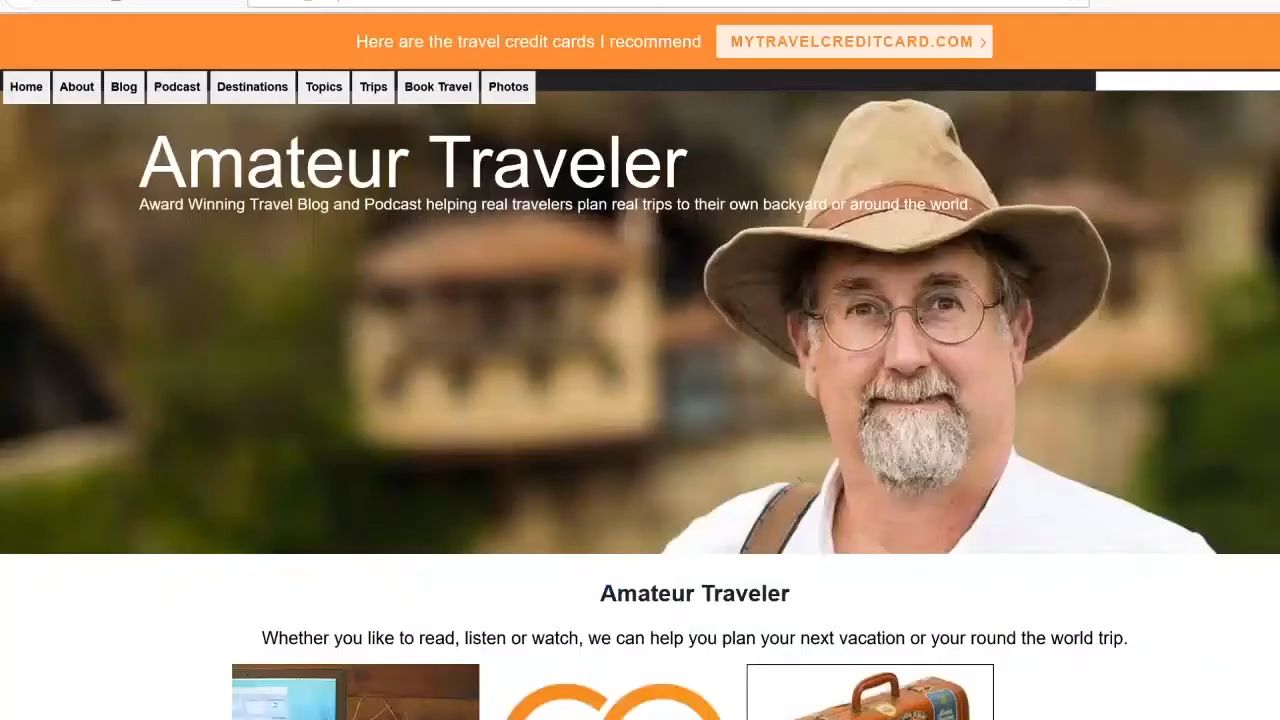 Here are the travel credit cards I recommend
MYTRAVELCREDITCARD.COM >
Home About Blog Podcast Destinations Topics Trips Book Travel Photos
Amateur Traveler
Award Winning Travel Blog and Podcast helping real travelers plan real trips to their own backyard or around the world.
Amateur Traveler
Whether you like to read, listen or watch, we can help you plan your next vacation or your round the world trip.